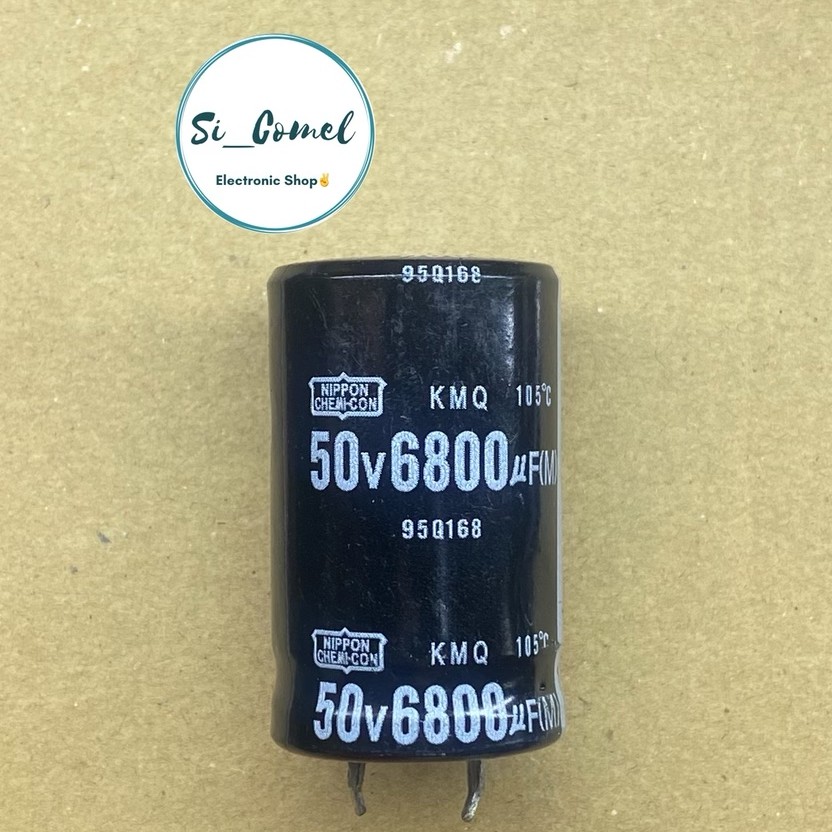 Si_Comel
Electronic Shop✌
95Q168
NIPPON
CHEMI-CON
KMQ 105°C
50V6800µF(M)
95Q168
NIPPON
CHEMI-CON
KMQ 105°C
50V6800µF(M)